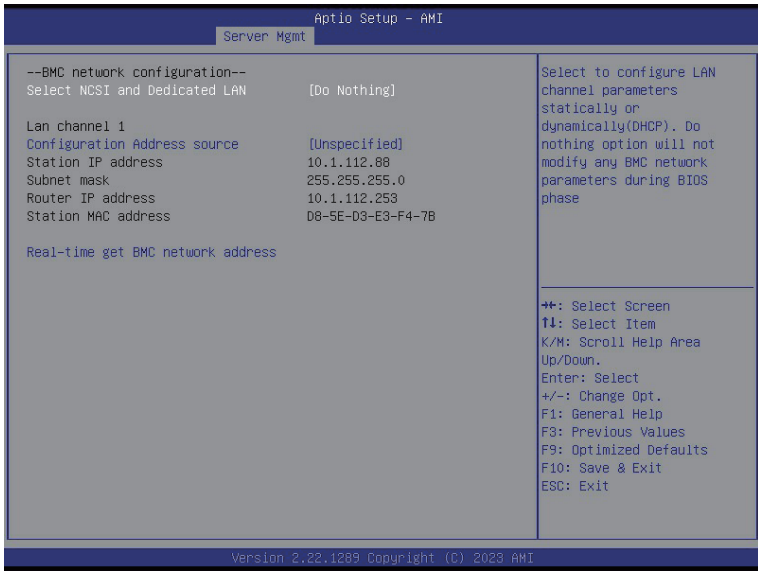 Aptio Setup – AMI
Server Mgmt
--BMC network configuration--
Select NCSI and Dedicated LAN [Do Nothing]
Lan channel 1
Configuration Address source [Unspecified]
Station IP address 10.1.112.88
Subnet mask 255.255.255.0
Router IP address 10.1.112.253
Station MAC address D8-5E-D3-E3-F4-7B
Real-time get BMC network address
Select to configure LAN
channel parameters
statically or
dynamically(DHCP). Do
nothing option will not
modify any BMC network
parameters during BIOS
phase
→←: Select Screen
↑↓: Select Item
K/M: Scroll Help Area
Up/Down.
Enter: Select
+/-: Change Opt.
F1: General Help
F3: Previous Values
F9: Optimized Defaults
F10: Save & Exit
ESC: Exit
Version 2.22.1289 Copyright (C) 2023 AMI